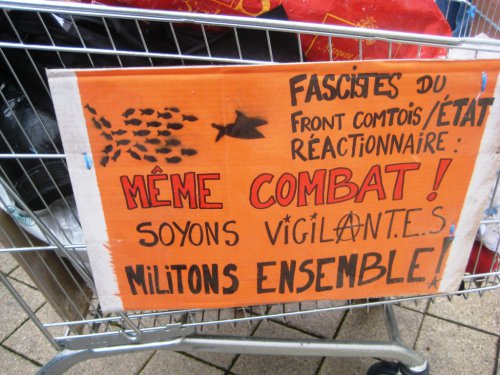 FASCISTES DU
FRONT COMTOIS/ÉTAT
RÉACTIONNAIRE :
MÊME COMBAT !
SOYONS VIGILANT.E.S
MILITONS ENSEMBLE !